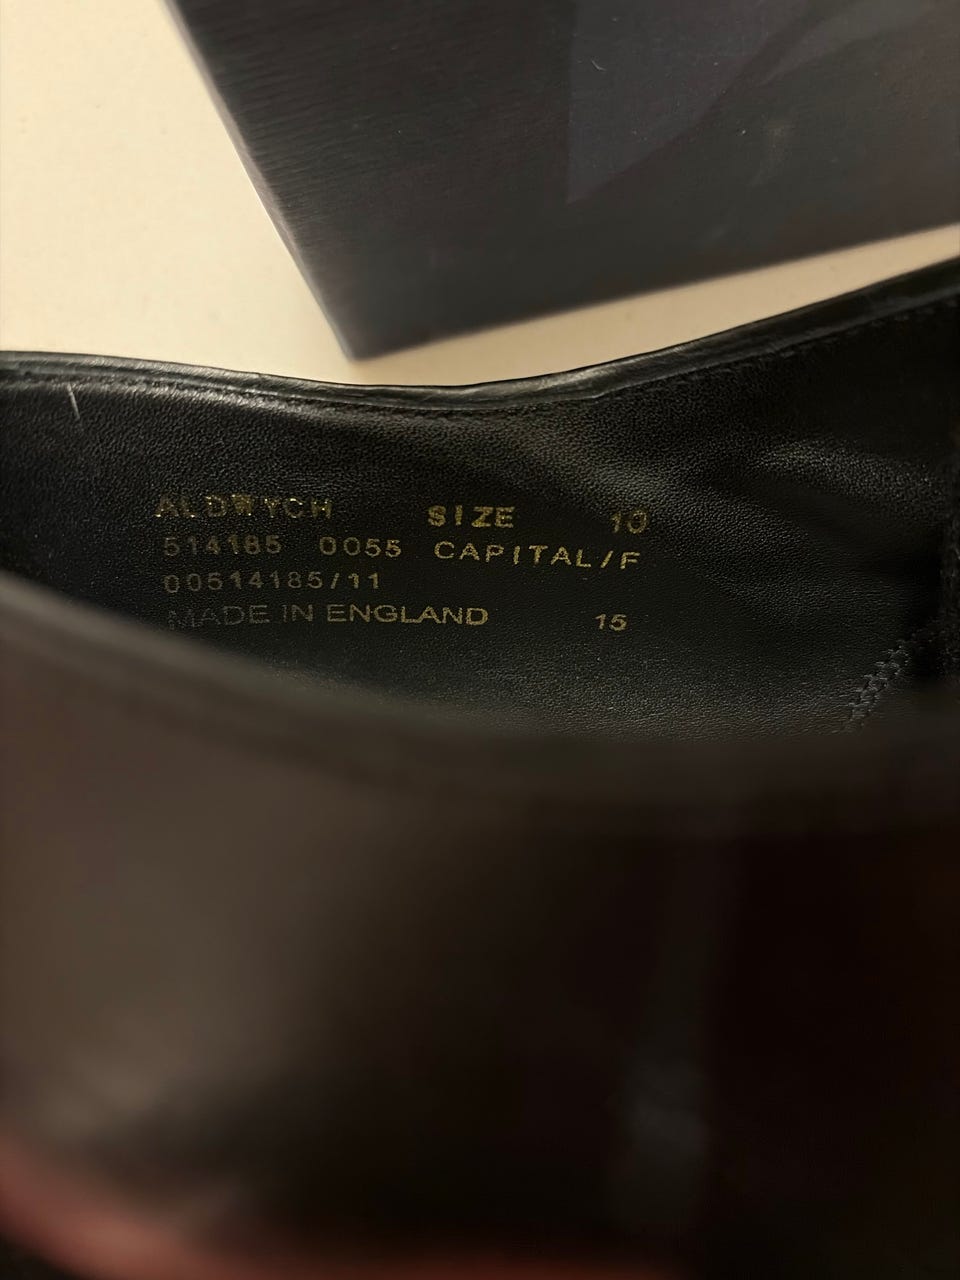 ALDWYCH SIZE 10
514185 0055 CAPITAL/F
00514185/11
MADE IN ENGLAND 15